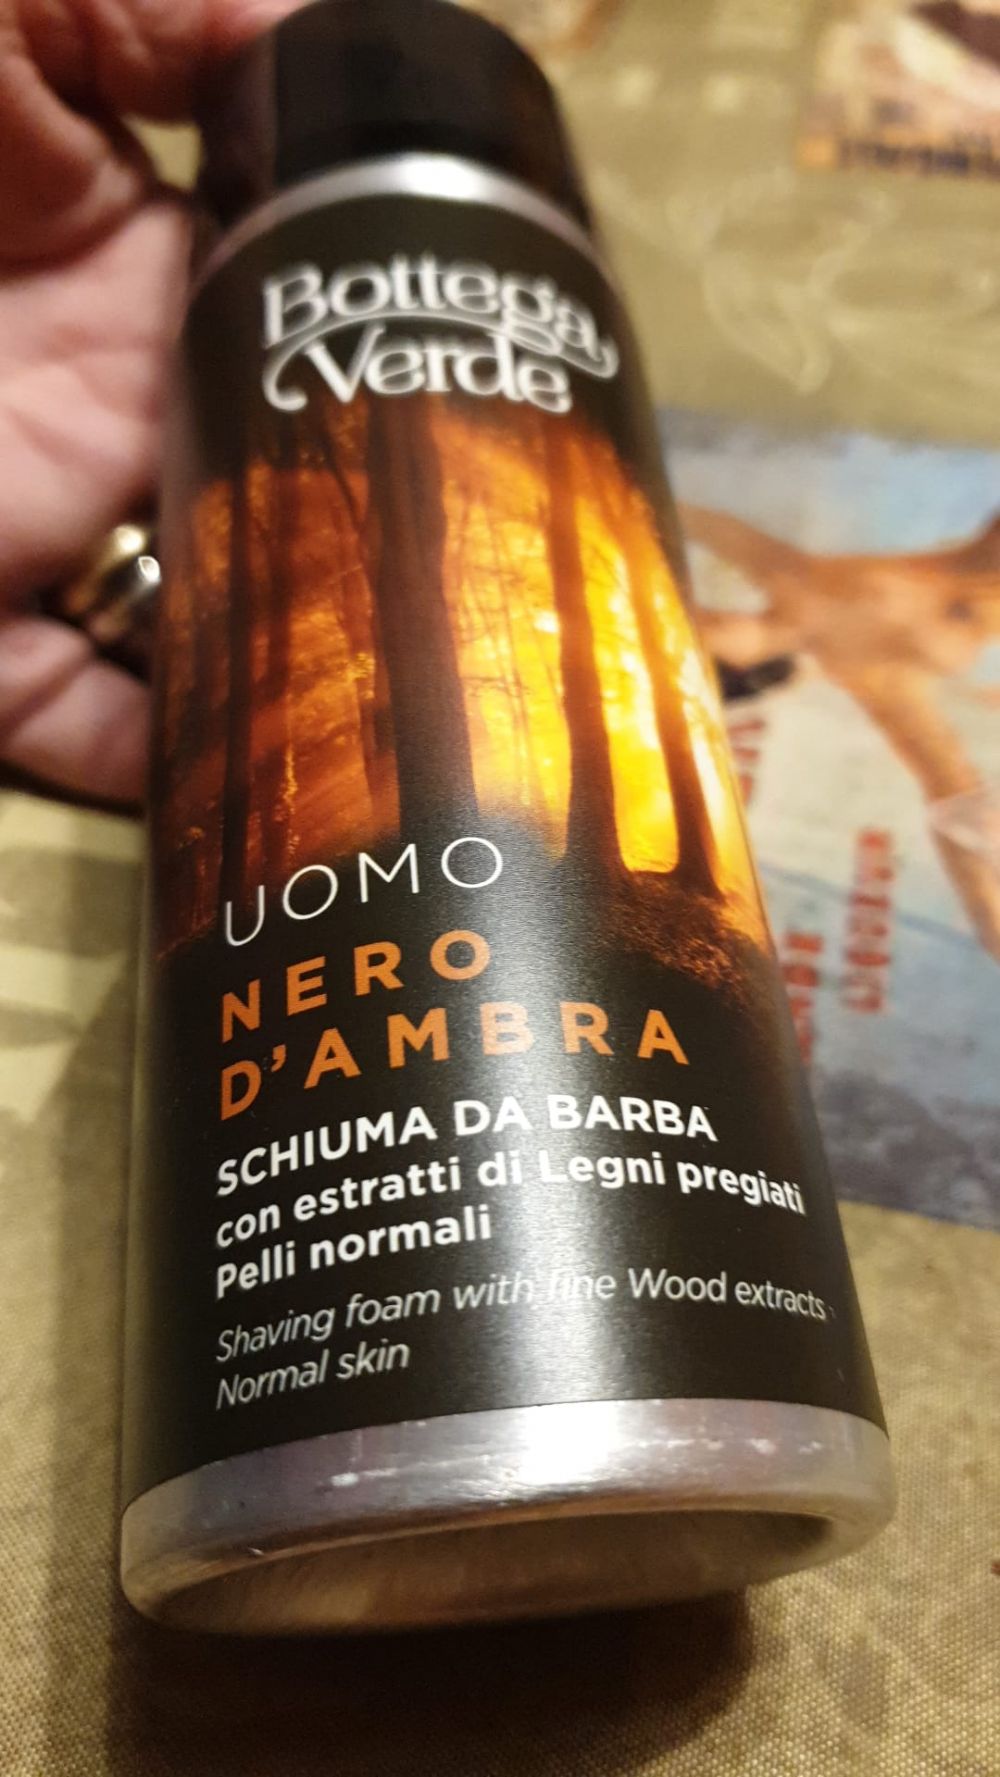 Bottega
Verde
UOMO
NERO
D'AMBRA
SCHIUMA DA BARBA
con estratti di Legni pregiati
Pelli normali
Shaving foam with fine Wood extracts
Normal skin